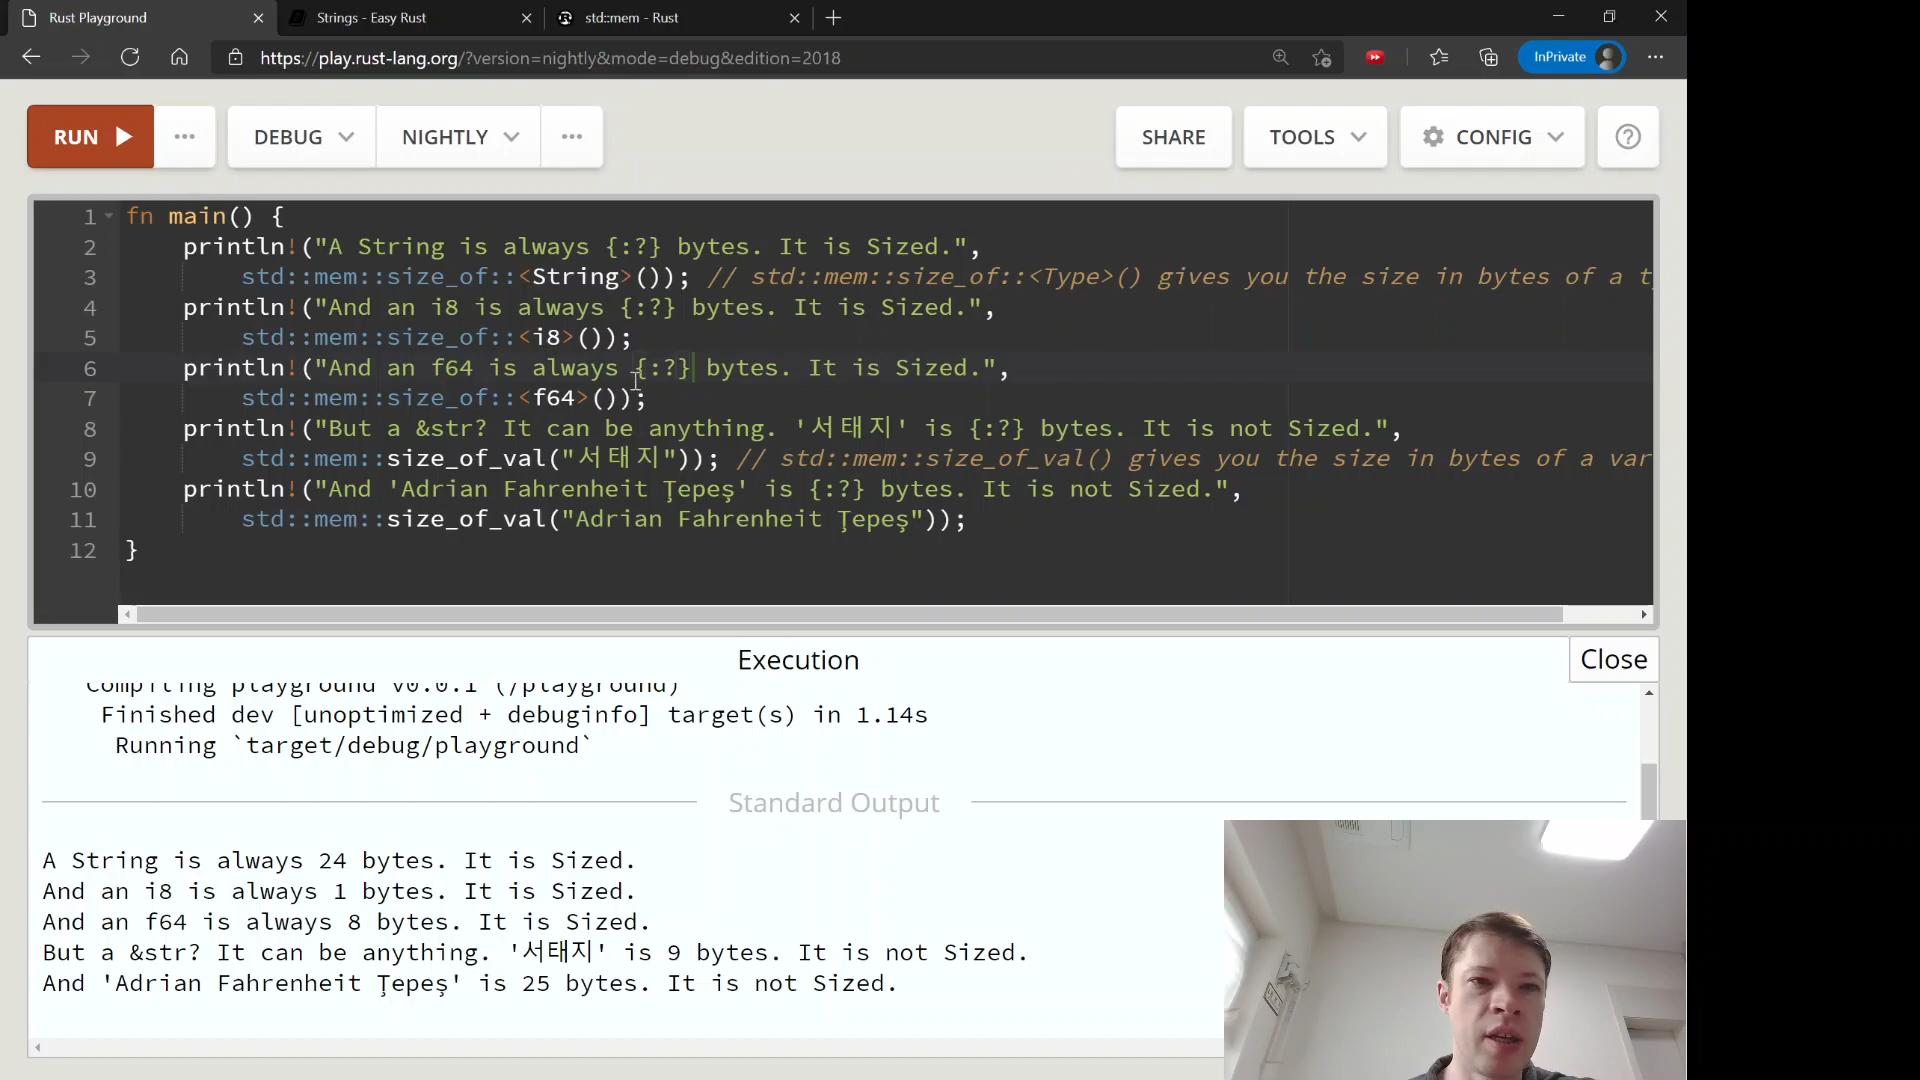 Rust Playground
Strings - Easy Rust
std::mem - Rust
https://play.rust-lang.org/?version=nightly&mode=debug&edition=2018
InPrivate
RUN
DEBUG
NIGHTLY
SHARE
TOOLS
CONFIG
1 fn main() {
2 println!("A String is always {:?} bytes. It is Sized.",
3 std::mem::size_of::<String>()); // std::mem::size_of::<Type>() gives you the size in bytes of a t
4 println!("And an i8 is always {:?} bytes. It is Sized.",
5 std::mem::size_of::<i8>());
6 println!("And an f64 is always {:?} bytes. It is Sized.",
7 std::mem::size_of::<f64>());
8 println!("But a &str? It can be anything. '서태지' is {:?} bytes. It is not Sized.",
9 std::mem::size_of_val("서태지")); // std::mem::size_of_val() gives you the size in bytes of a var
10 println!("And 'Adrian Fahrenheit Ţepeş' is {:?} bytes. It is not Sized.",
11 std::mem::size_of_val("Adrian Fahrenheit Ţepeş"));
12 }
Execution
Close
Compiling playground v0.0.1 (/playground)
Finished dev [unoptimized + debuginfo] target(s) in 1.14s
Running `target/debug/playground`
Standard Output
A String is always 24 bytes. It is Sized.
And an i8 is always 1 bytes. It is Sized.
And an f64 is always 8 bytes. It is Sized.
But a &str? It can be anything. '서태지' is 9 bytes. It is not Sized.
And 'Adrian Fahrenheit Ţepeş' is 25 bytes. It is not Sized.